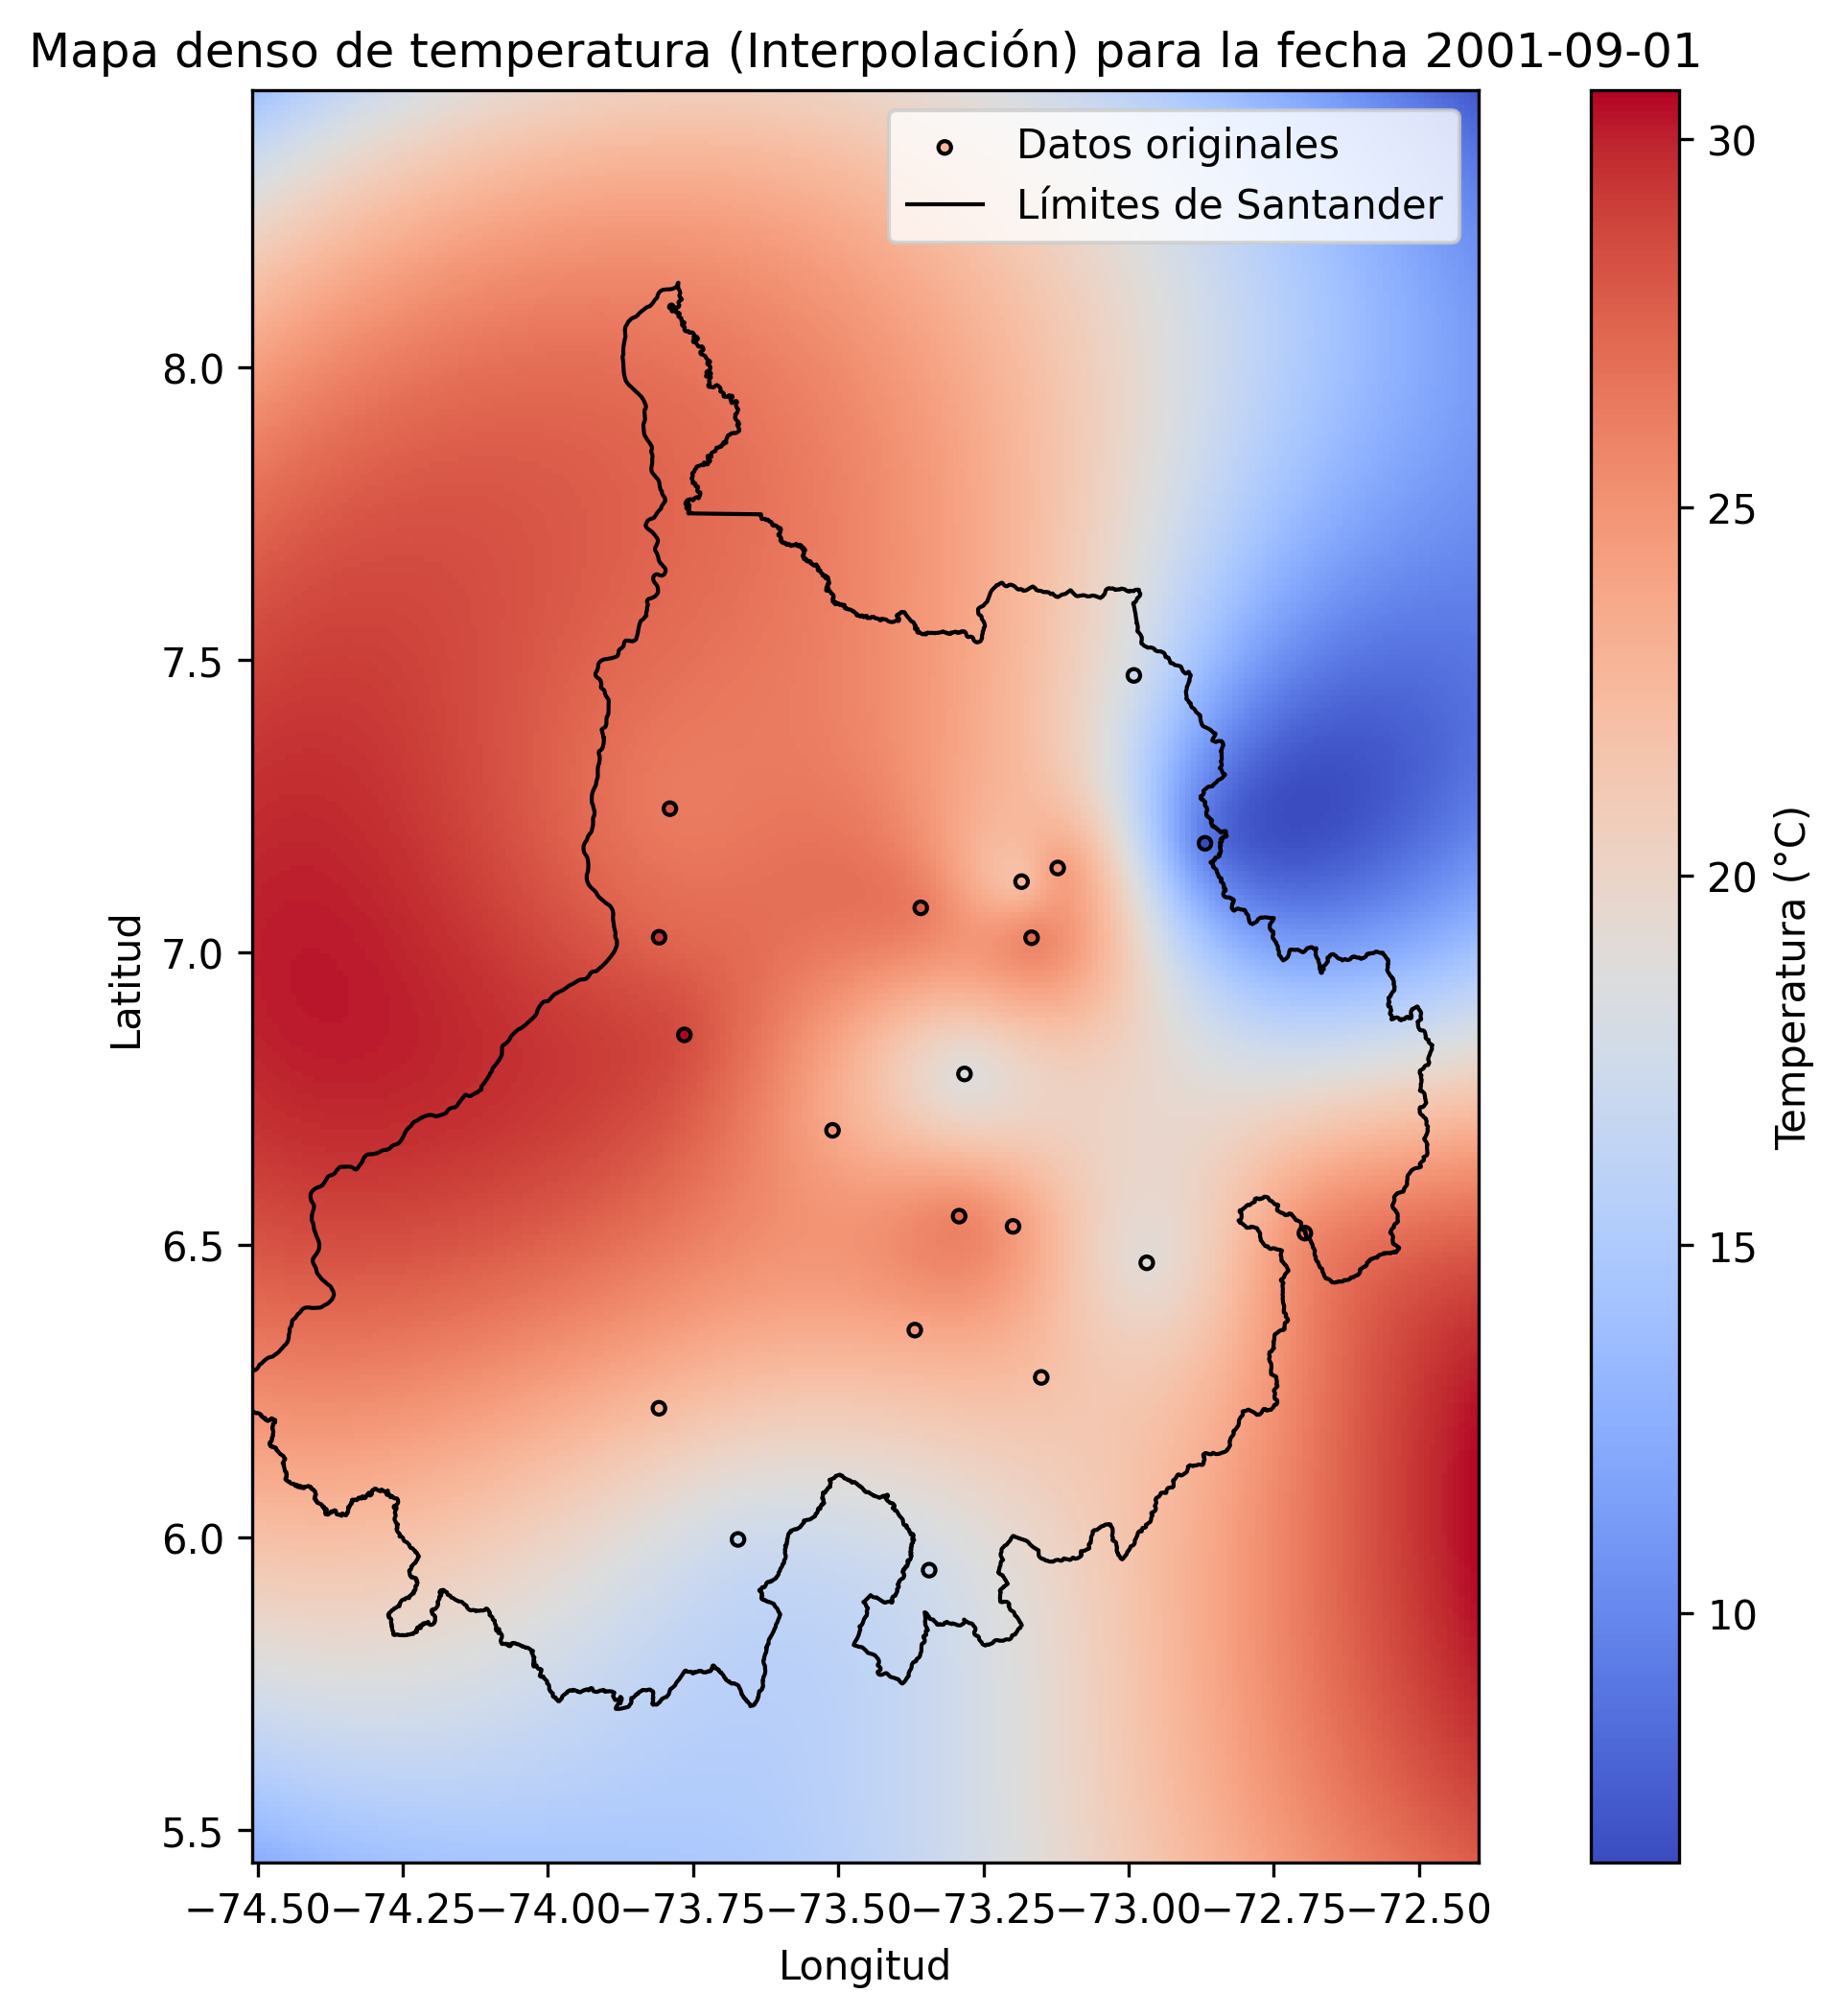 Mapa denso de temperatura (Interpolación) para la fecha 2001-09-01
Datos originales
Límites de Santander
8.0
7.5
7.0
6.5
6.0
5.5
Latitud
−74.50 −74.25 −74.00 −73.75 −73.50 −73.25 −73.00 −72.75 −72.50
Longitud
30
25
20
15
10
Temperatura (°C)